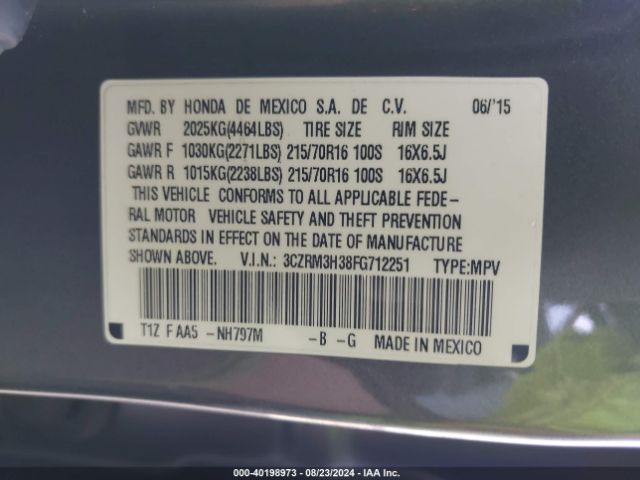 MFD. BY HONDA DE MEXICO S.A. DE C.V. 06/'15
GVWR 2025KG(4464LBS) TIRE SIZE RIM SIZE
GAWR F 1030KG(2271LBS) 215/70R16 100S 16X6.5J
GAWR R 1015KG(2238LBS) 215/70R16 100S 16X6.5J
THIS VEHICLE CONFORMS TO ALL APPLICABLE FEDE-
RAL MOTOR VEHICLE SAFETY AND THEFT PREVENTION
STANDARDS IN EFFECT ON THE DATE OF MANUFACTURE
SHOWN ABOVE. V.I.N.: 3CZRM3H38FG712251 TYPE:MPV
T1Z F AA5 -NH797M -B -G MADE IN MEXICO
000-40198973 - 08/23/2024 - IAA Inc.